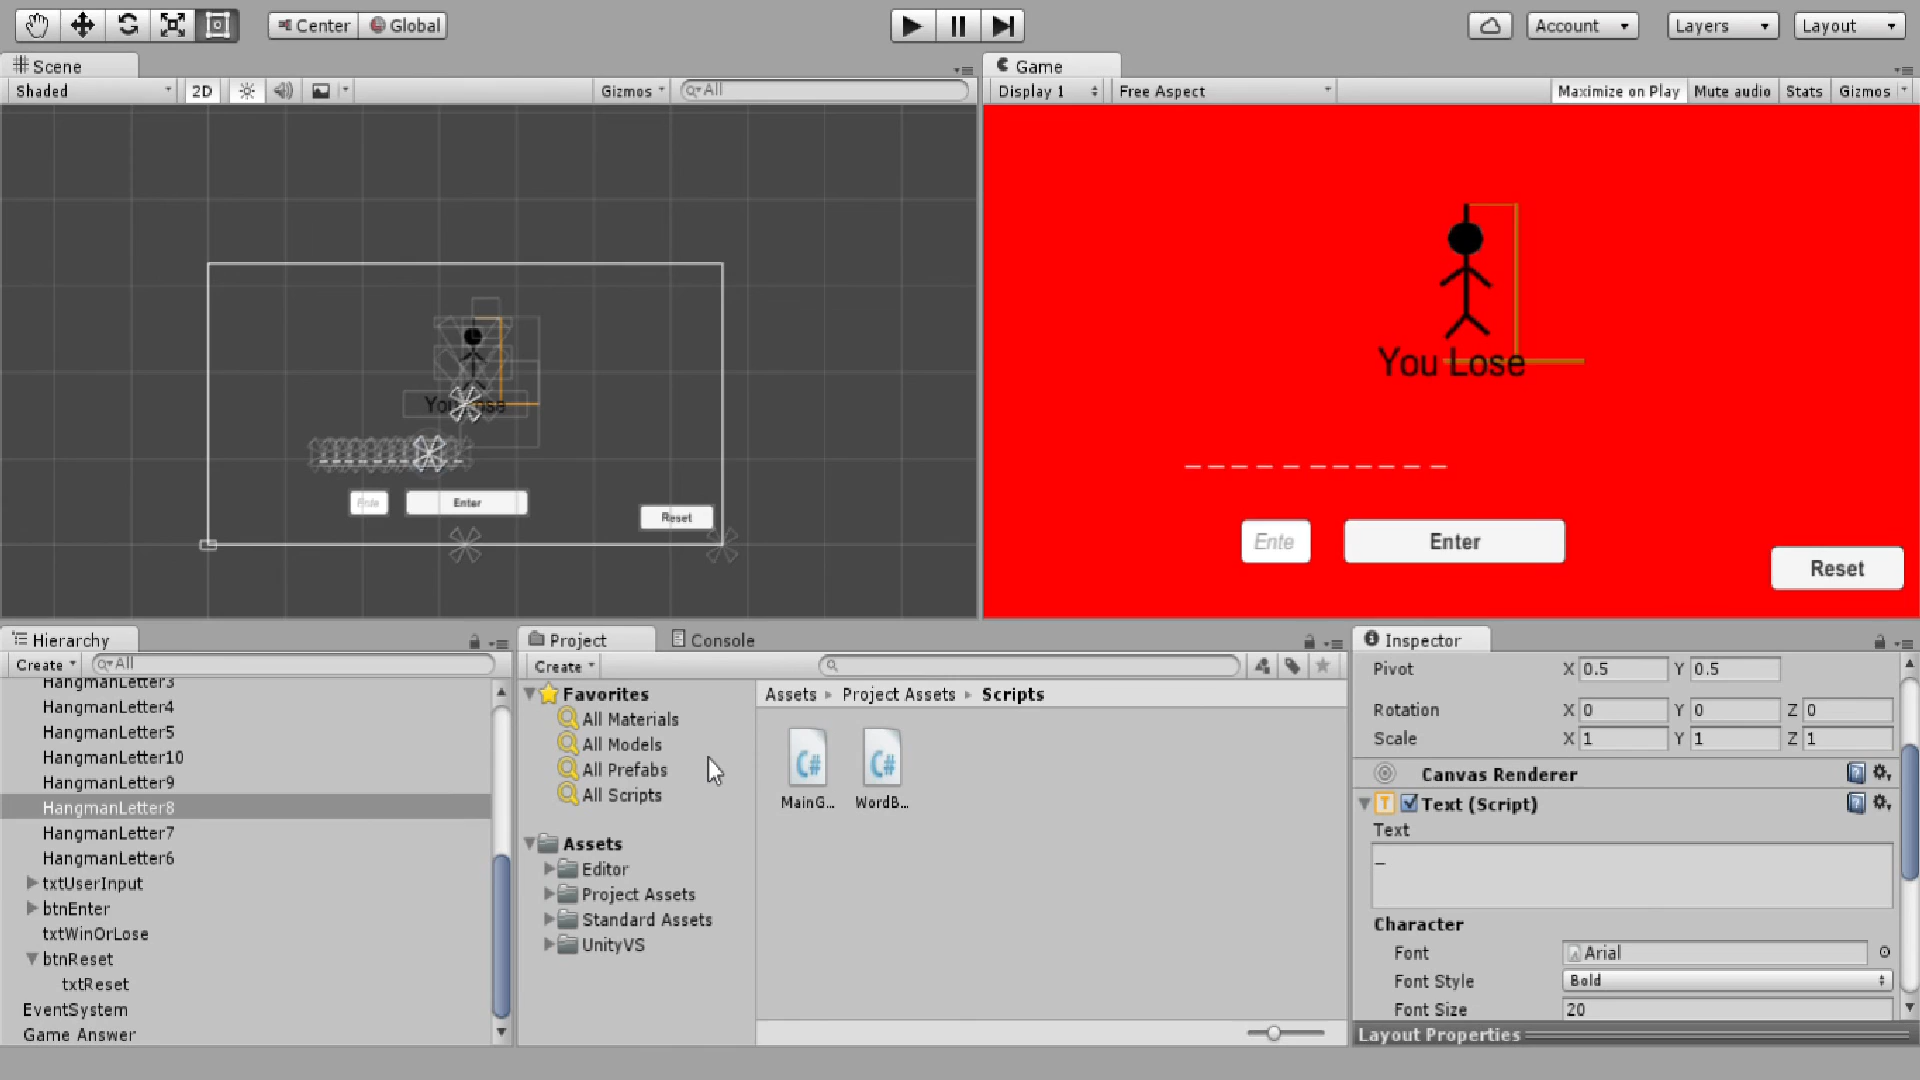 Center Global
Account Layers Layout
Scene
Shaded 2D Gizmos All
You Lose
Ente Enter
Reset
Game
Display 1 Free Aspect Maximize on Play Mute audio Stats Gizmos
You Lose
_ _ _ _ _ _ _ _ _ _ _ _
Ente Enter
Reset
Hierarchy
Create All
HangmanLetter3
HangmanLetter4
HangmanLetter5
HangmanLetter10
HangmanLetter9
HangmanLetter8
HangmanLetter7
HangmanLetter6
txtUserInput
btnEnter
txtWinOrLose
btnReset
txtReset
EventSystem
Game Answer
Project Console
Create
Favorites
All Materials
All Models
All Prefabs
All Scripts
Assets
Editor
Project Assets
Standard Assets
UnityVS
Assets Project Assets Scripts
C# C#
MainG... WordB...
Inspector
Pivot X 0.5 Y 0.5
Rotation X 0 Y 0 Z 0
Scale X 1 Y 1 Z 1
Canvas Renderer
T Text (Script)
Text
_
Character
Font Arial
Font Style Bold
Font Size 20
Layout Properties